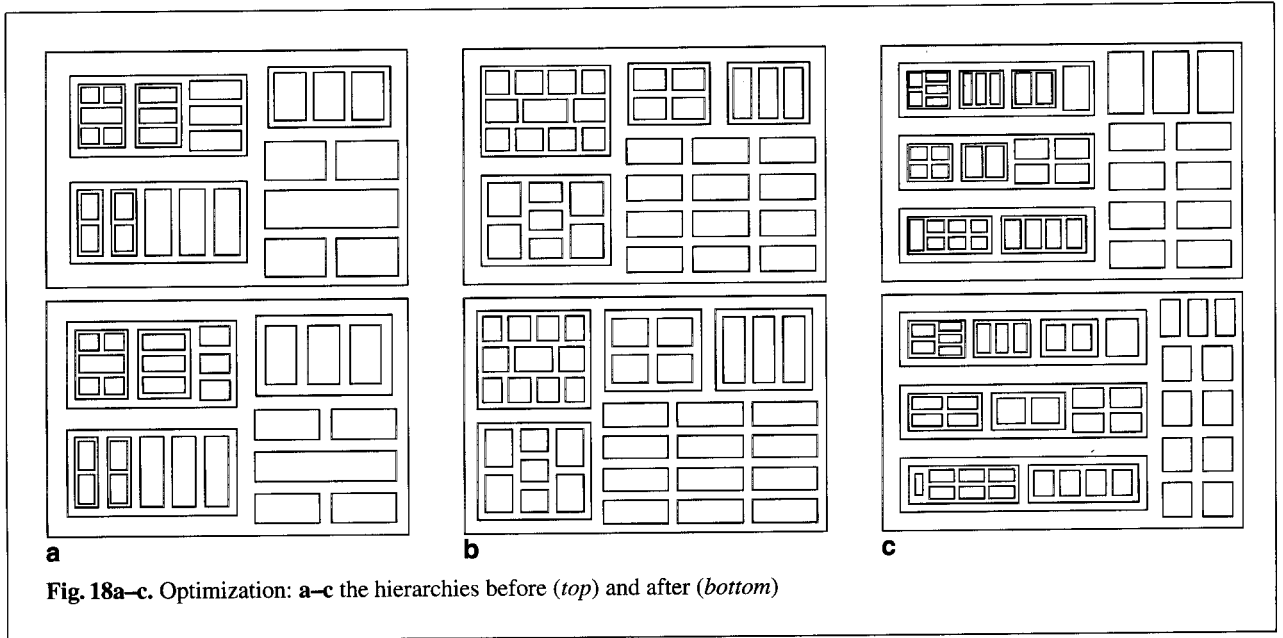 a
b
c
Fig. 18a–c. Optimization: a–c the hierarchies before (top) and after (bottom)